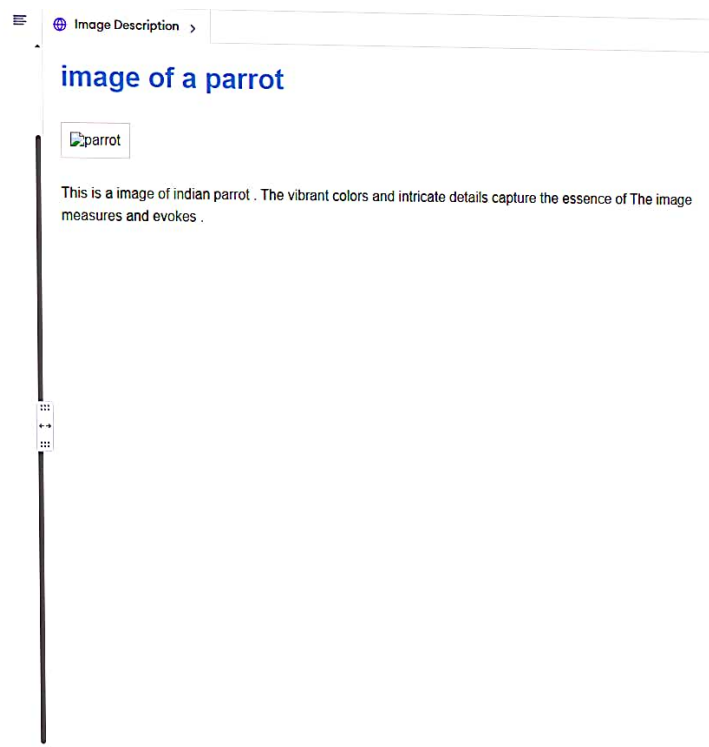 Image Description
image of a parrot
parrot
This is a image of indian parrot . The vibrant colors and intricate details capture the essence of The image
measures and evokes .